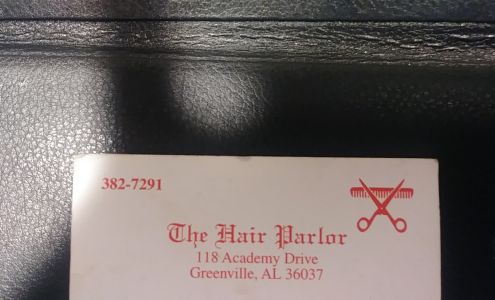 382-7291
The Hair Parlor
118 Academy Drive
Greenville, AL 36037